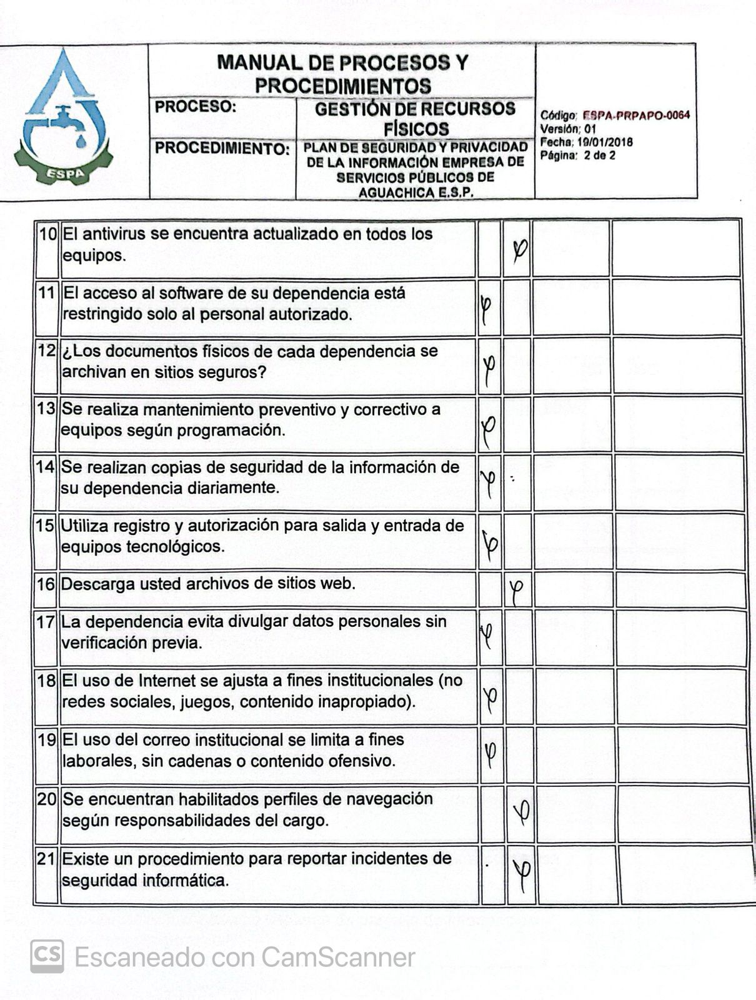 MANUAL DE PROCESOS Y
PROCEDIMIENTOS
PROCESO:
GESTIÓN DE RECURSOS
FÍSICOS
PROCEDIMIENTO:
PLAN DE SEGURIDAD Y PRIVACIDAD
DE LA INFORMACIÓN EMPRESA DE
SERVICIOS PÚBLICOS DE
AGUACHICA E.S.P.
Código: ESPA-PRPAPO-0064
Versión; 01
Fecha; 19/01/2018
Página: 2 de 2
ESPA
10 El antivirus se encuentra actualizado en todos los
equipos.
11 El acceso al software de su dependencia está
restringido solo al personal autorizado.
12 ¿Los documentos físicos de cada dependencia se
archivan en sitios seguros?
13 Se realiza mantenimiento preventivo y correctivo a
equipos según programación.
14 Se realizan copias de seguridad de la información de
su dependencia diariamente.
15 Utiliza registro y autorización para salida y entrada de
equipos tecnológicos.
16 Descarga usted archivos de sitios web.
17 La dependencia evita divulgar datos personales sin
verificación previa.
18 El uso de Internet se ajusta a fines institucionales (no
redes sociales, juegos, contenido inapropiado).
19 El uso del correo institucional se limita a fines
laborales, sin cadenas o contenido ofensivo.
20 Se encuentran habilitados perfiles de navegación
según responsabilidades del cargo.
21 Existe un procedimiento para reportar incidentes de
seguridad informática.
CS Escaneado con CamScanner